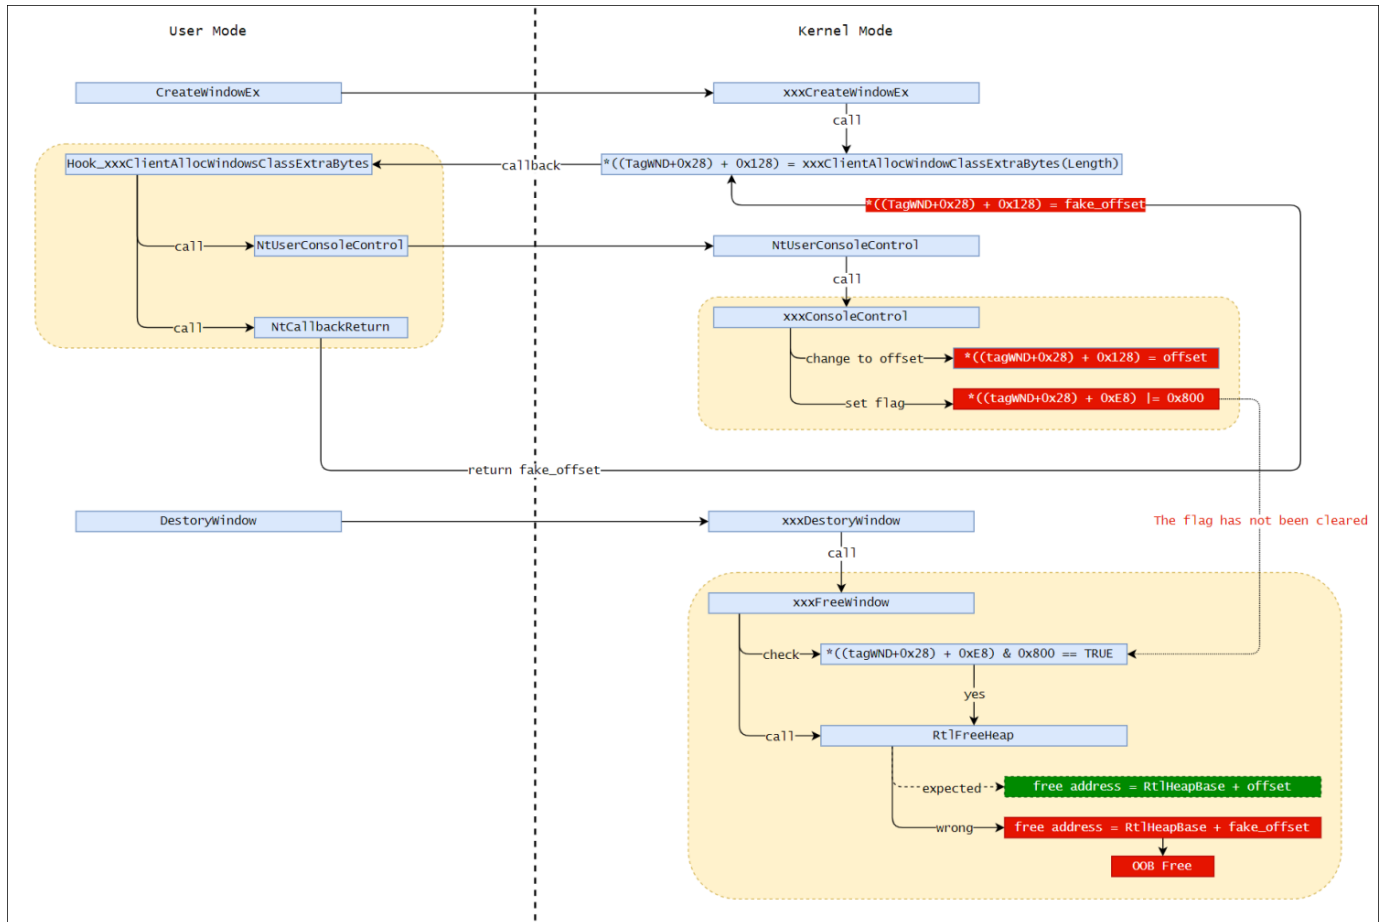 User Mode
Kernel Mode
CreateWindowEx
xxxCreateWindowEx
call
Hook_xxxClientAllocWindowsClassExtraBytes
callback
*((TagWND+0x28) + 0x128) = xxxClientAllocWindowClassExtraBytes(Length)
*((TagWND+0x28) + 0x128) = fake_offset
call
NtUserConsoleControl
NtUserConsoleControl
call
xxxConsoleControl
call
NtCallbackReturn
change to offset
*((tagWND+0x28) + 0x128) = offset
set flag
*((tagWND+0x28) + 0xE8) |= 0x800
return fake_offset
DestoryWindow
xxxDestoryWindow
The flag has not been cleared
call
xxxFreeWindow
check
*((tagWND+0x28) + 0xE8) & 0x800 == TRUE
yes
call
RtlFreeHeap
expected
free address = RtlHeapBase + offset
wrong
free address = RtlHeapBase + fake_offset
OOB Free